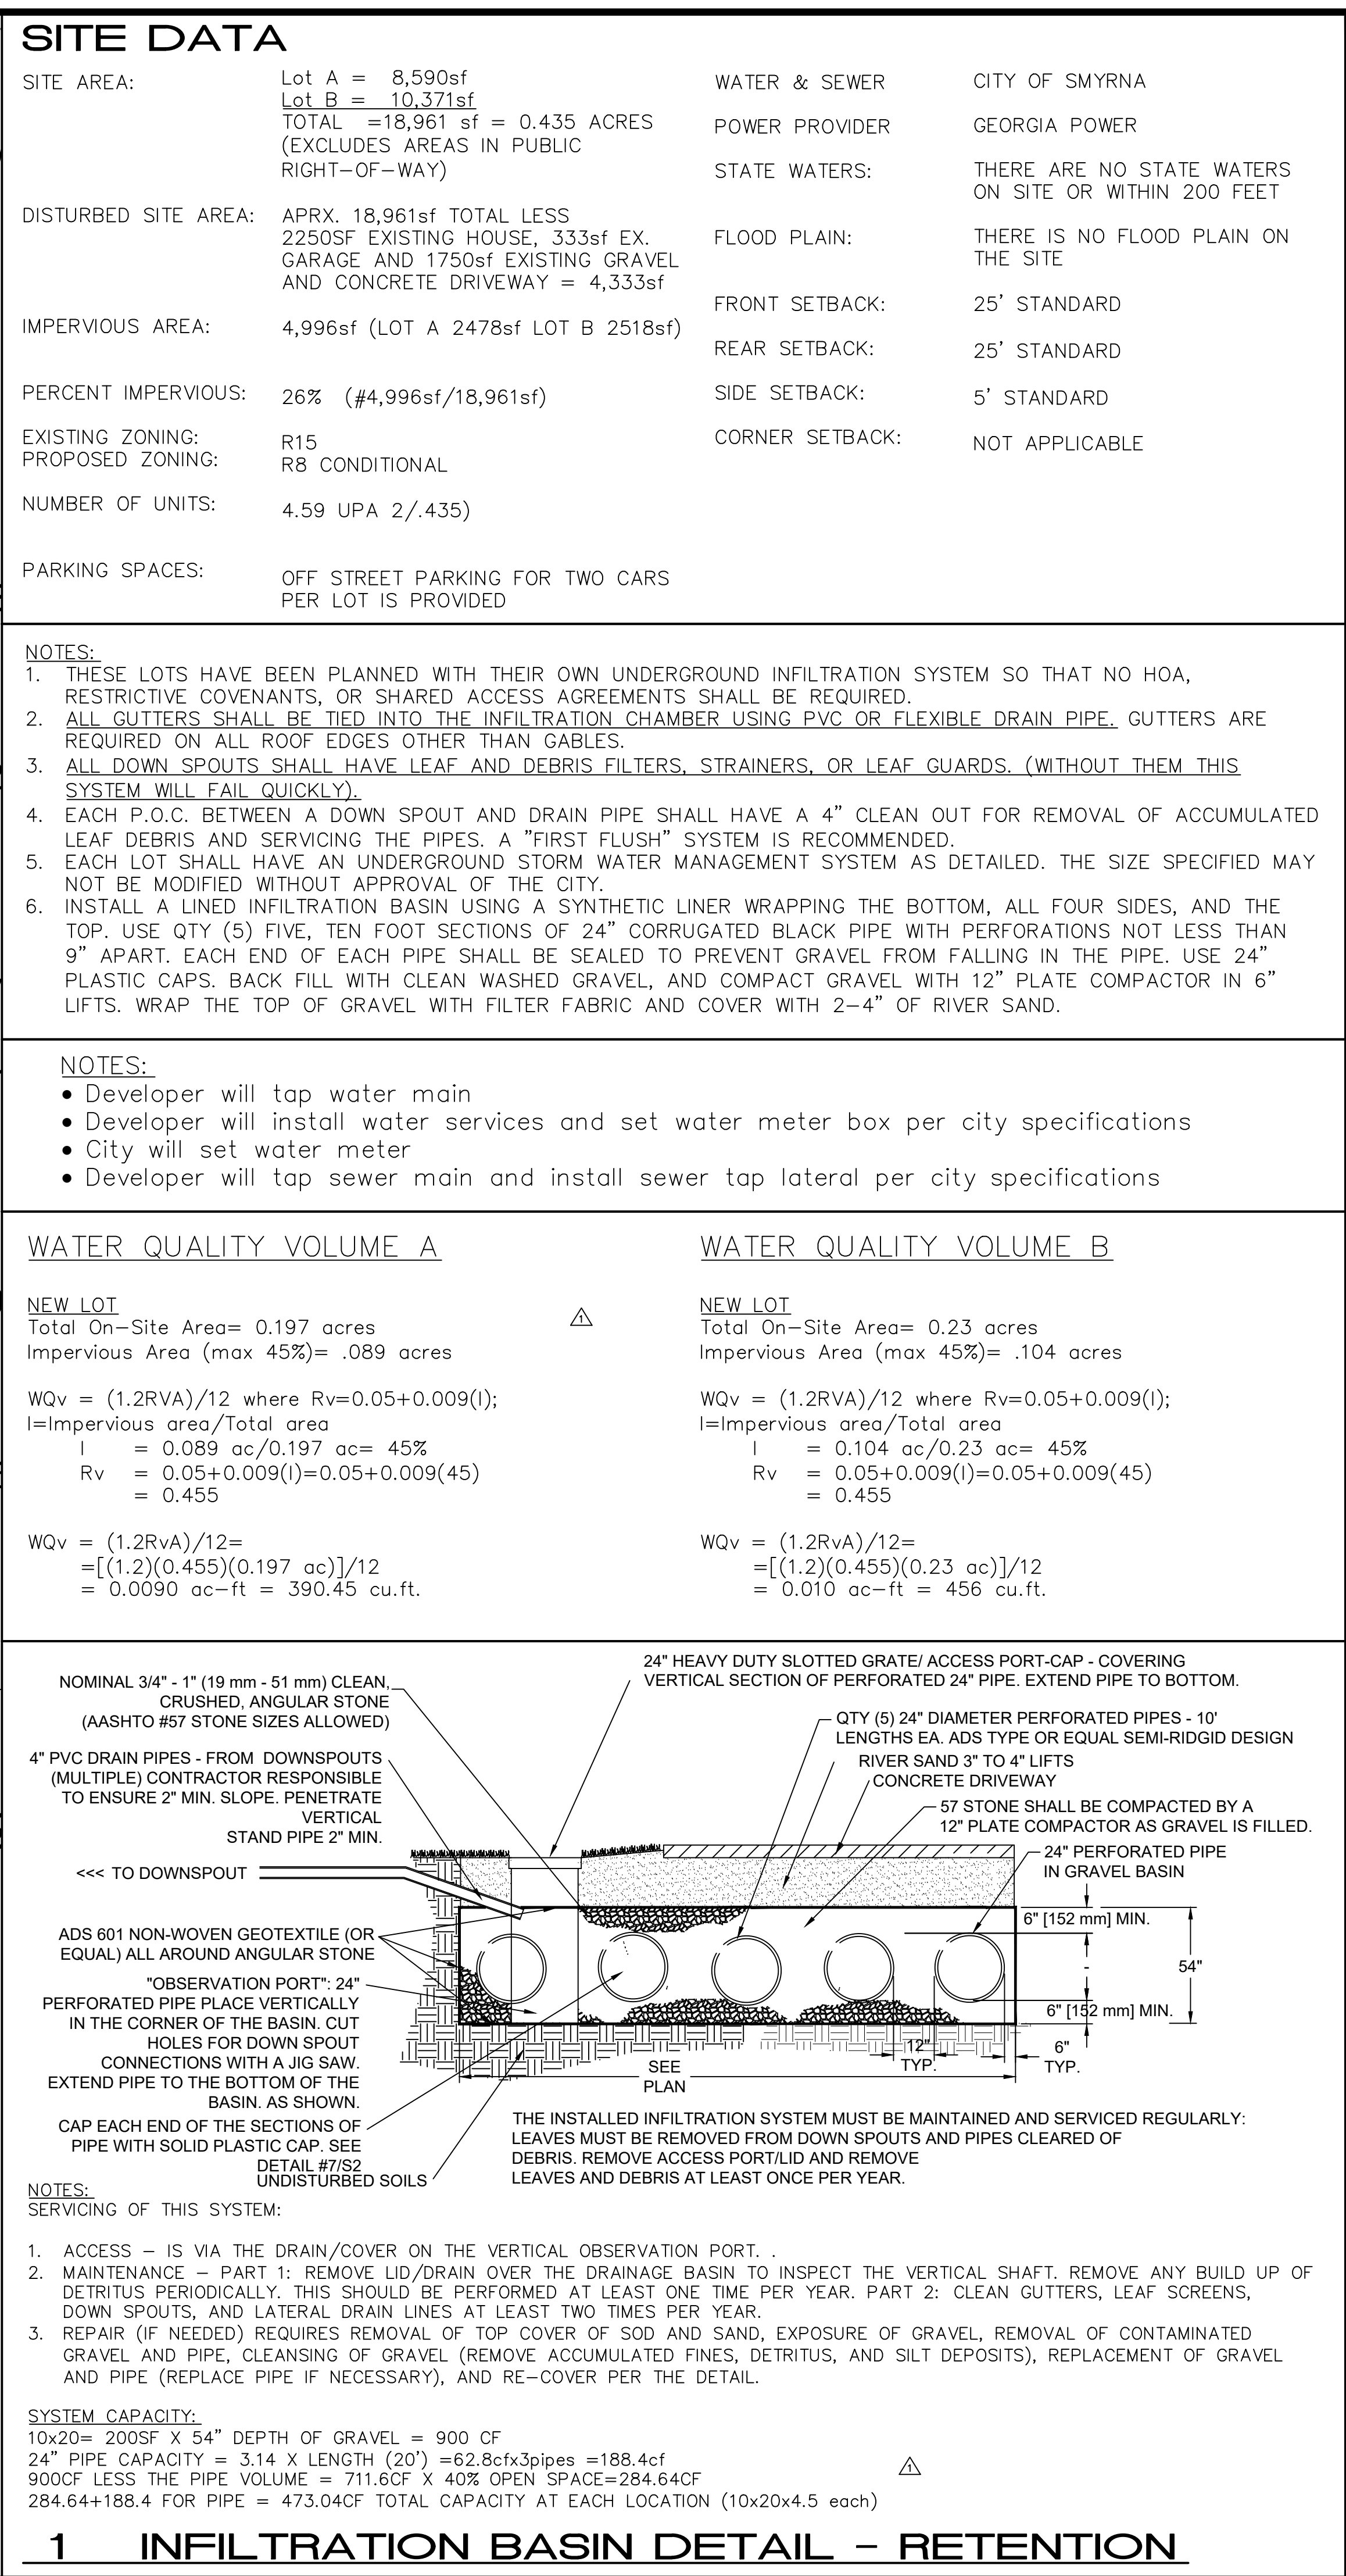 SITE DATA
SITE AREA:
Lot A = 8,590sf
Lot B = 10,371sf
TOTAL =18,961 sf = 0.435 ACRES
(EXCLUDES AREAS IN PUBLIC
RIGHT-OF-WAY)
DISTURBED SITE AREA:
APRX. 18,961sf TOTAL LESS
2250SF EXISTING HOUSE, 333sf EX.
GARAGE AND 1750sf EXISTING GRAVEL
AND CONCRETE DRIVEWAY = 4,333sf
IMPERVIOUS AREA:
4,996sf (LOT A 2478sf LOT B 2518sf)
PERCENT IMPERVIOUS:
26% (#4,996sf/18,961sf)
EXISTING ZONING:
R15
PROPOSED ZONING:
R8 CONDITIONAL
NUMBER OF UNITS:
4.59 UPA 2/.435)
PARKING SPACES:
OFF STREET PARKING FOR TWO CARS
PER LOT IS PROVIDED
WATER & SEWER
CITY OF SMYRNA
POWER PROVIDER
GEORGIA POWER
STATE WATERS:
THERE ARE NO STATE WATERS
ON SITE OR WITHIN 200 FEET
FLOOD PLAIN:
THERE IS NO FLOOD PLAIN ON
THE SITE
FRONT SETBACK:
25' STANDARD
REAR SETBACK:
25' STANDARD
SIDE SETBACK:
5' STANDARD
CORNER SETBACK:
NOT APPLICABLE
NOTES:
1. THESE LOTS HAVE BEEN PLANNED WITH THEIR OWN UNDERGROUND INFILTRATION SYSTEM SO THAT NO HOA,
RESTRICTIVE COVENANTS, OR SHARED ACCESS AGREEMENTS SHALL BE REQUIRED.
2. ALL GUTTERS SHALL BE TIED INTO THE INFILTRATION CHAMBER USING PVC OR FLEXIBLE DRAIN PIPE. GUTTERS ARE
REQUIRED ON ALL ROOF EDGES OTHER THAN GABLES.
3. ALL DOWN SPOUTS SHALL HAVE LEAF AND DEBRIS FILTERS, STRAINERS, OR LEAF GUARDS. (WITHOUT THEM THIS
SYSTEM WILL FAIL QUICKLY).
4. EACH P.O.C. BETWEEN A DOWN SPOUT AND DRAIN PIPE SHALL HAVE A 4" CLEAN OUT FOR REMOVAL OF ACCUMULATED
LEAF DEBRIS AND SERVICING THE PIPES. A "FIRST FLUSH" SYSTEM IS RECOMMENDED.
5. EACH LOT SHALL HAVE AN UNDERGROUND STORM WATER MANAGEMENT SYSTEM AS DETAILED. THE SIZE SPECIFIED MAY
NOT BE MODIFIED WITHOUT APPROVAL OF THE CITY.
6. INSTALL A LINED INFILTRATION BASIN USING A SYNTHETIC LINER WRAPPING THE BOTTOM, ALL FOUR SIDES, AND THE
TOP. USE QTY (5) FIVE, TEN FOOT SECTIONS OF 24" CORRUGATED BLACK PIPE WITH PERFORATIONS NOT LESS THAN
9" APART. EACH END OF EACH PIPE SHALL BE SEALED TO PREVENT GRAVEL FROM FALLING IN THE PIPE. USE 24"
PLASTIC CAPS. BACK FILL WITH CLEAN WASHED GRAVEL, AND COMPACT GRAVEL WITH 12" PLATE COMPACTOR IN 6"
LIFTS. WRAP THE TOP OF GRAVEL WITH FILTER FABRIC AND COVER WITH 2-4" OF RIVER SAND.
NOTES:
• Developer will tap water main
• Developer will install water services and set water meter box per city specifications
• City will set water meter
• Developer will tap sewer main and install sewer tap lateral per city specifications
WATER QUALITY VOLUME A
NEW LOT
Total On-Site Area= 0.197 acres
Impervious Area (max 45%)= .089 acres
WQv = (1.2RVA)/12 where Rv=0.05+0.009(I);
I=Impervious area/Total area
I = 0.089 ac/0.197 ac= 45%
Rv = 0.05+0.009(I)=0.05+0.009(45)
= 0.455
WQv = (1.2RvA)/12=
=[(1.2)(0.455)(0.197 ac)]/12
= 0.0090 ac-ft = 390.45 cu.ft.
1
WATER QUALITY VOLUME B
NEW LOT
Total On-Site Area= 0.23 acres
Impervious Area (max 45%)= .104 acres
WQv = (1.2RVA)/12 where Rv=0.05+0.009(I);
I=Impervious area/Total area
I = 0.104 ac/0.23 ac= 45%
Rv = 0.05+0.009(I)=0.05+0.009(45)
= 0.455
WQv = (1.2RvA)/12=
=[(1.2)(0.455)(0.23 ac)]/12
= 0.010 ac-ft = 456 cu.ft.
NOMINAL 3/4" - 1" (19 mm - 51 mm) CLEAN,
CRUSHED, ANGULAR STONE
(AASHTO #57 STONE SIZES ALLOWED)
4" PVC DRAIN PIPES - FROM DOWNSPOUTS
(MULTIPLE) CONTRACTOR RESPONSIBLE
TO ENSURE 2" MIN. SLOPE. PENETRATE
VERTICAL
STAND PIPE 2" MIN.
<<< TO DOWNSPOUT
ADS 601 NON-WOVEN GEOTEXTILE (OR
EQUAL) ALL AROUND ANGULAR STONE
"OBSERVATION PORT": 24"
PERFORATED PIPE PLACE VERTICALLY
IN THE CORNER OF THE BASIN. CUT
HOLES FOR DOWN SPOUT
CONNECTIONS WITH A JIG SAW.
EXTEND PIPE TO THE BOTTOM OF THE
BASIN. AS SHOWN.
CAP EACH END OF THE SECTIONS OF
PIPE WITH SOLID PLASTIC CAP. SEE
DETAIL #7/S2
UNDISTURBED SOILS
24" HEAVY DUTY SLOTTED GRATE/ ACCESS PORT-CAP - COVERING
VERTICAL SECTION OF PERFORATED 24" PIPE. EXTEND PIPE TO BOTTOM.
QTY (5) 24" DIAMETER PERFORATED PIPES - 10'
LENGTHS EA. ADS TYPE OR EQUAL SEMI-RIDGID DESIGN
RIVER SAND 3" TO 4" LIFTS
CONCRETE DRIVEWAY
57 STONE SHALL BE COMPACTED BY A
12" PLATE COMPACTOR AS GRAVEL IS FILLED.
24" PERFORATED PIPE
IN GRAVEL BASIN
6" [152 mm] MIN.
-
54"
6" [152 mm] MIN.
12"
TYP.
6"
TYP.
SEE
PLAN
THE INSTALLED INFILTRATION SYSTEM MUST BE MAINTAINED AND SERVICED REGULARLY:
LEAVES MUST BE REMOVED FROM DOWN SPOUTS AND PIPES CLEARED OF
DEBRIS. REMOVE ACCESS PORT/LID AND REMOVE
LEAVES AND DEBRIS AT LEAST ONCE PER YEAR.
NOTES:
SERVICING OF THIS SYSTEM:
1. ACCESS - IS VIA THE DRAIN/COVER ON THE VERTICAL OBSERVATION PORT. .
2. MAINTENANCE - PART 1: REMOVE LID/DRAIN OVER THE DRAINAGE BASIN TO INSPECT THE VERTICAL SHAFT. REMOVE ANY BUILD UP OF
DETRITUS PERIODICALLY. THIS SHOULD BE PERFORMED AT LEAST ONE TIME PER YEAR. PART 2: CLEAN GUTTERS, LEAF SCREENS,
DOWN SPOUTS, AND LATERAL DRAIN LINES AT LEAST TWO TIMES PER YEAR.
3. REPAIR (IF NEEDED) REQUIRES REMOVAL OF TOP COVER OF SOD AND SAND, EXPOSURE OF GRAVEL, REMOVAL OF CONTAMINATED
GRAVEL AND PIPE, CLEANSING OF GRAVEL (REMOVE ACCUMULATED FINES, DETRITUS, AND SILT DEPOSITS), REPLACEMENT OF GRAVEL
AND PIPE (REPLACE PIPE IF NECESSARY), AND RE-COVER PER THE DETAIL.
SYSTEM CAPACITY:
10x20= 200SF X 54" DEPTH OF GRAVEL = 900 CF
24" PIPE CAPACITY = 3.14 X LENGTH (20') =62.8cfx3pipes =188.4cf
900CF LESS THE PIPE VOLUME = 711.6CF X 40% OPEN SPACE=284.64CF
284.64+188.4 FOR PIPE = 473.04CF TOTAL CAPACITY AT EACH LOCATION (10x20x4.5 each)
1
1 INFILTRATION BASIN DETAIL - RETENTION